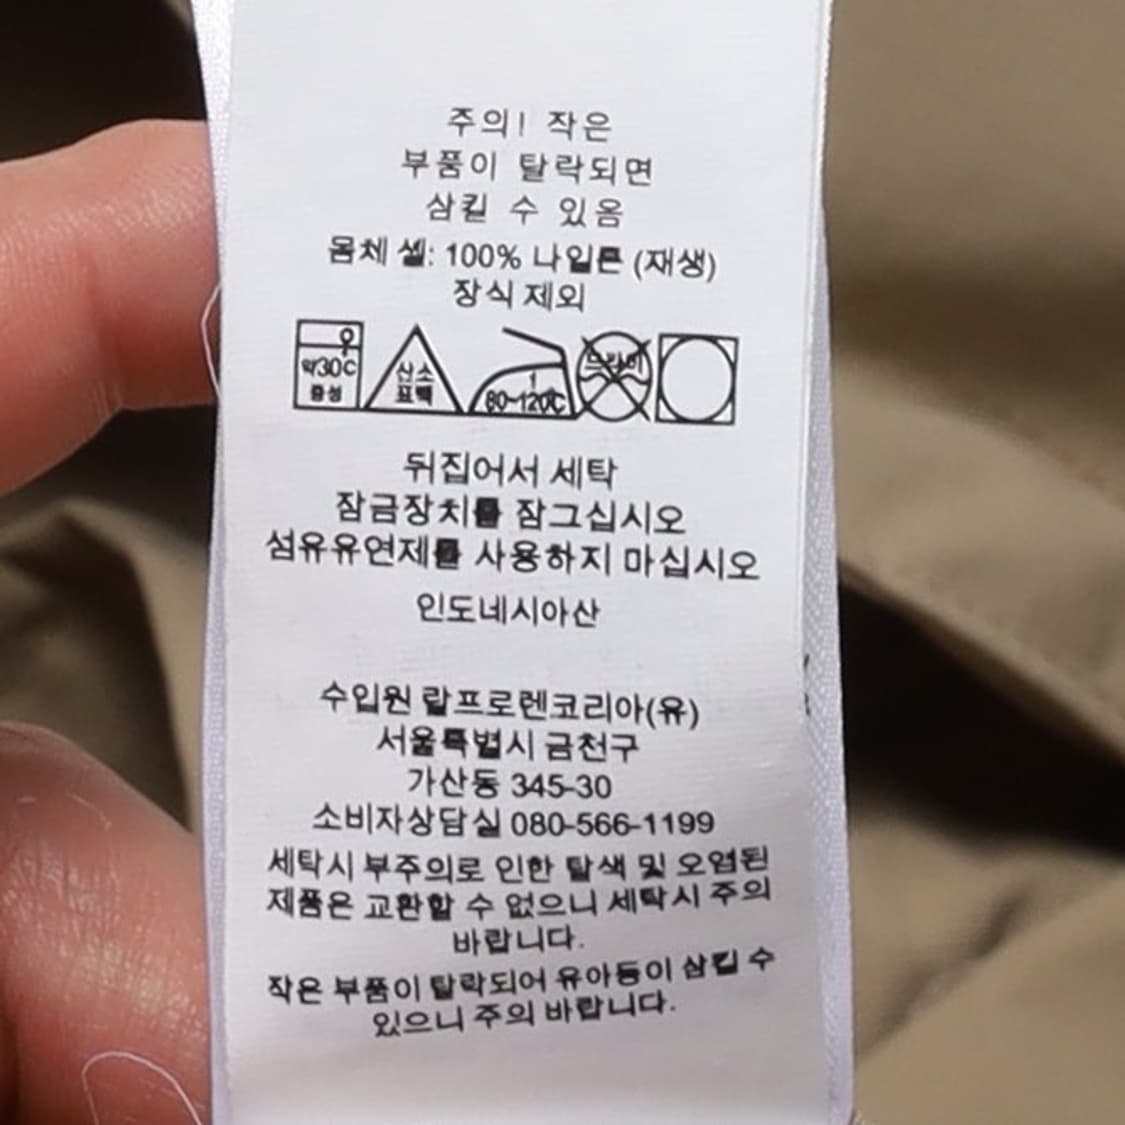 주의! 작은
부품이 탈락되면
삼킬 수 있옴
몸체 쉘: 100% 나일론 (재생)
장식 제외
약30C
중성
산소
표백
80~120C
드라이
뒤집어서 세탁
잠금장치를 잠그십시오
섬유유연제를 사용하지 마십시오
인도네시아산
수입원 랄프로렌코리아(유)
서울특별시 금천구
가산동 345-30
소비자상담실 080-566-1199
세탁시 부주의로 인한 탈색 및 오염된
제품은 교환할 수 없으니 세탁시 주의
바랍니다.
작은 부품이 탈락되어 유아등이 삼킬 수
있으니 주의 바랍니다.